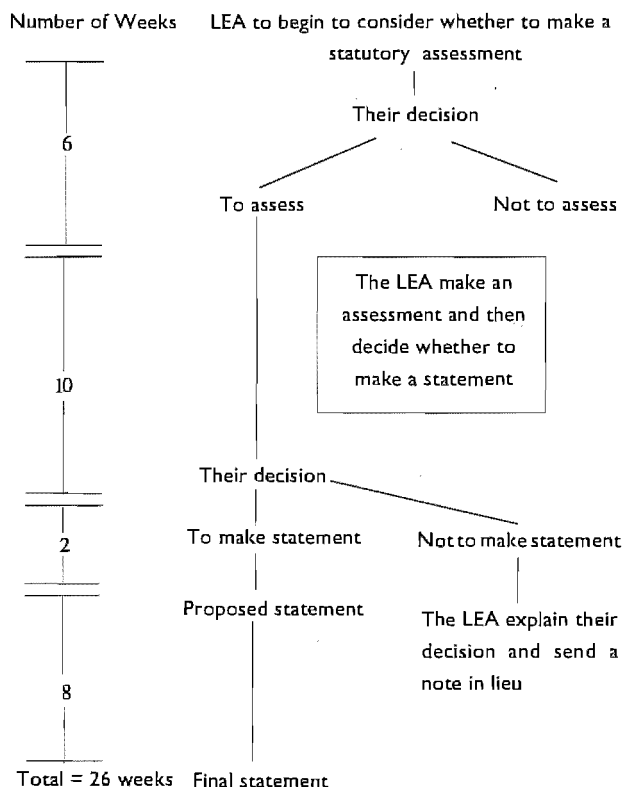 Number of Weeks
LEA to begin to consider whether to make a
statutory assessment
Their decision
6
To assess
Not to assess
The LEA make an
assessment and then
decide whether to
make a statement
10
Their decision
2
To make statement
Not to make statement
Proposed statement
The LEA explain their
decision and send a
note in lieu
8
Total = 26 weeks
Final statement